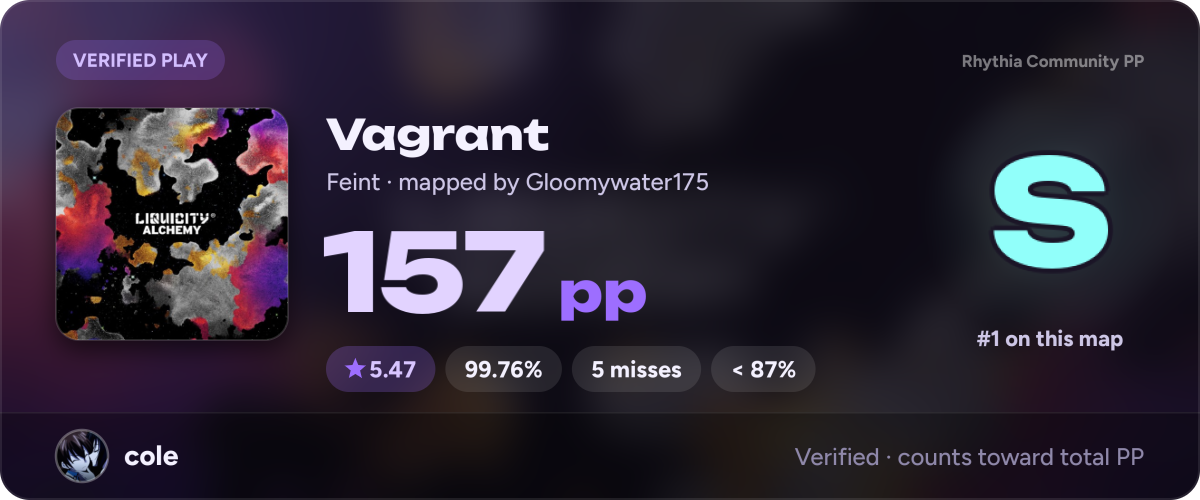 VERIFIED PLAY
Rhythia Community PP
LIQUICITY®
ALCHEMY
Vagrant
Feint · mapped by Gloomywater175
157 pp
★ 5.47
99.76%
5 misses
< 87%
S
#1 on this map
cole
Verified · counts toward total PP